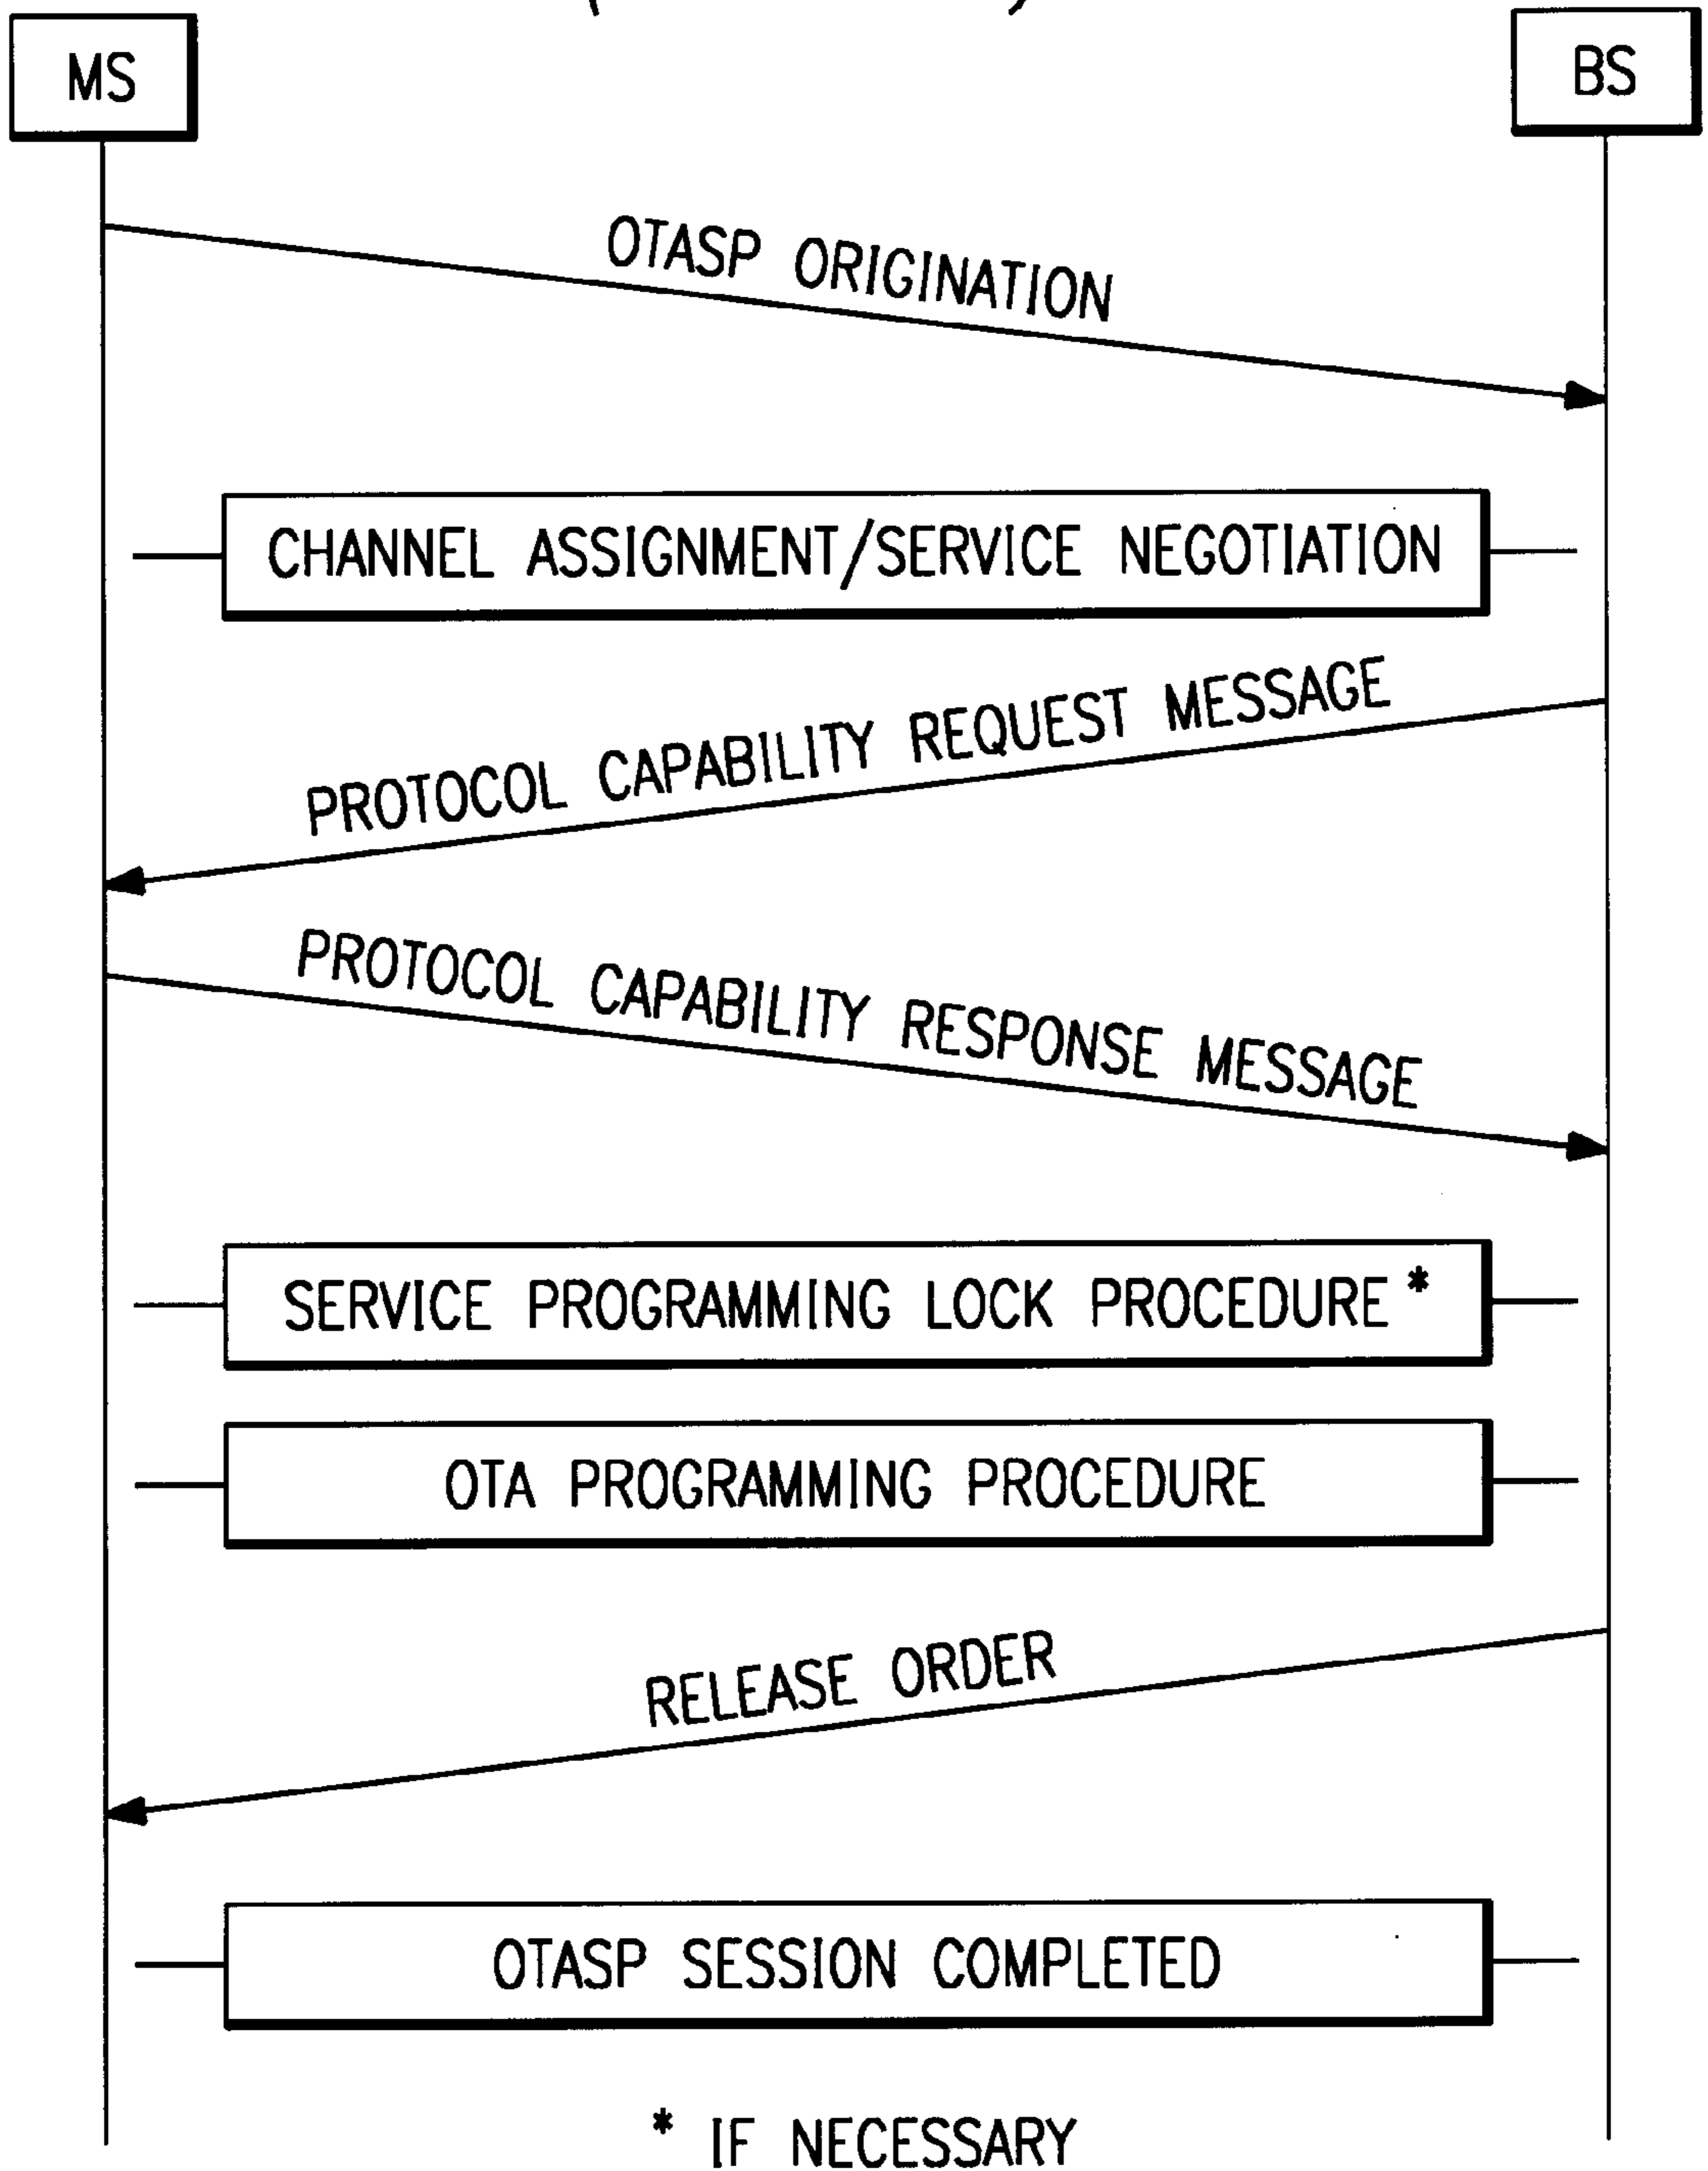 MS
BS
OTASP ORIGINATION
CHANNEL ASSIGNMENT/SERVICE NEGOTIATION
PROTOCOL CAPABILITY REQUEST MESSAGE
PROTOCOL CAPABILITY RESPONSE MESSAGE
SERVICE PROGRAMMING LOCK PROCEDURE *
OTA PROGRAMMING PROCEDURE
RELEASE ORDER
OTASP SESSION COMPLETED
* IF NECESSARY